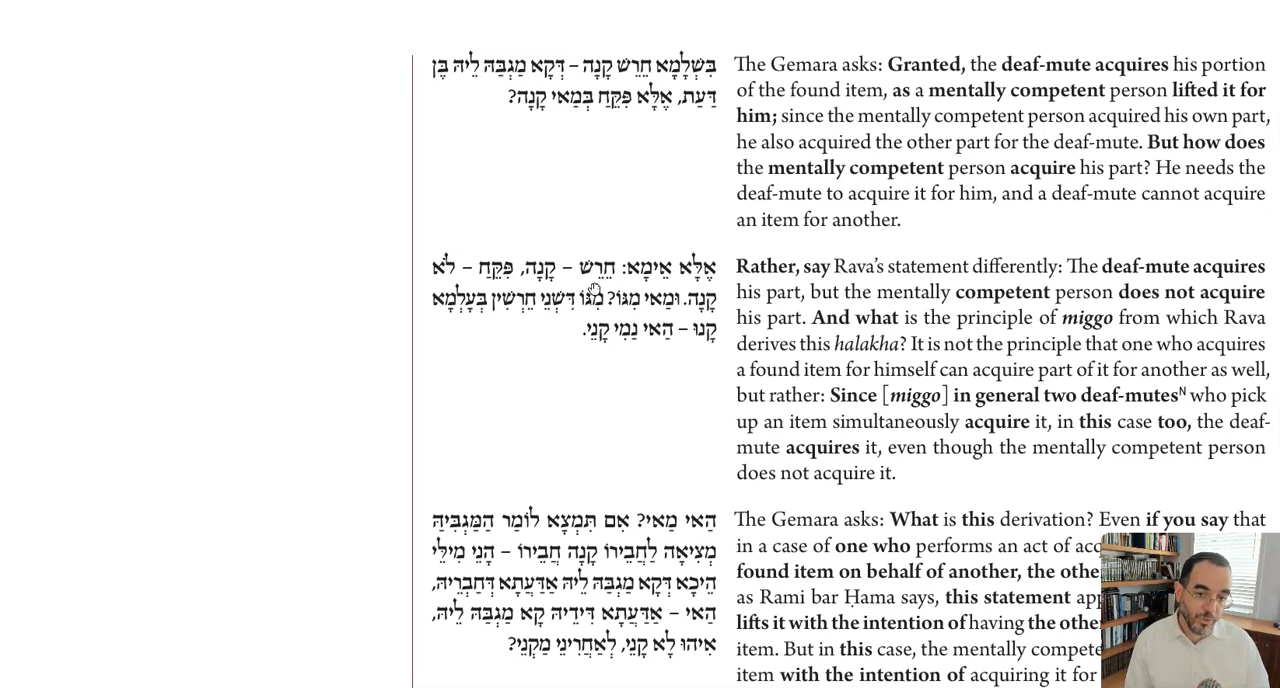 בִּשְׁלָמָא חֵרֵשׁ קָנָה – דְּקָא מַגְבַּהּ לֵיהּ בֶּן
דַּעַת, אֶלָּא פִּקֵּחַ בְּמַאי קָנָה?
The Gemara asks: Granted, the deaf-mute acquires his portion
of the found item, as a mentally competent person lifted it for
him; since the mentally competent person acquired his own part,
he also acquired the other part for the deaf-mute. But how does
the mentally competent person acquire his part? He needs the
deaf-mute to acquire it for him, and a deaf-mute cannot acquire
an item for another.
אֶלָּא אֵימָא: חֵרֵשׁ – קָנָה, פִּקֵּחַ – לֹא
קָנָה. וּמַאי מִגּוֹ? מִגּוֹ דִּשְׁנֵי חֵרְשִׁין בְּעָלְמָא
קָנוּ – הַאי נַמִי קָנֵי.
Rather, say Rava’s statement differently: The deaf-mute acquires
his part, but the mentally competent person does not acquire
his part. And what is the principle of miggo from which Rava
derives this halakha? It is not the principle that one who acquires
a found item for himself can acquire part of it for another as well,
but rather: Since [miggo] in general two deaf-mutesᴺ who pick
up an item simultaneously acquire it, in this case too, the deaf-
mute acquires it, even though the mentally competent person
does not acquire it.
הַאי מַאי? אִם תִּמְצָא לוֹמַר הַמַּגְבִּיהַּ
מְצִיאָה לַחֲבֵירוֹ קָנָה חֲבֵירוֹ – הָנֵי מִילֵּי
הֵיכָא דְּקָא מַגְבַּהּ לֵיהּ אַדַּעְתָּא דְּחַבְרֵיהּ,
הַאי – אַדַּעְתָּא דִּידֵיהּ קָא מַגְבַּהּ לֵיהּ,
אִיהוּ לָא קָנֵי, לְאַחֲרִינֵי מַקְנֵי?
The Gemara asks: What is this derivation? Even if you say that
in a case of one who performs an act of acq
found item on behalf of another, the othe
as Rami bar Ḥama says, this statement app
lifts it with the intention of having the othe
item. But in this case, the mentally compete
item with the intention of acquiring it for